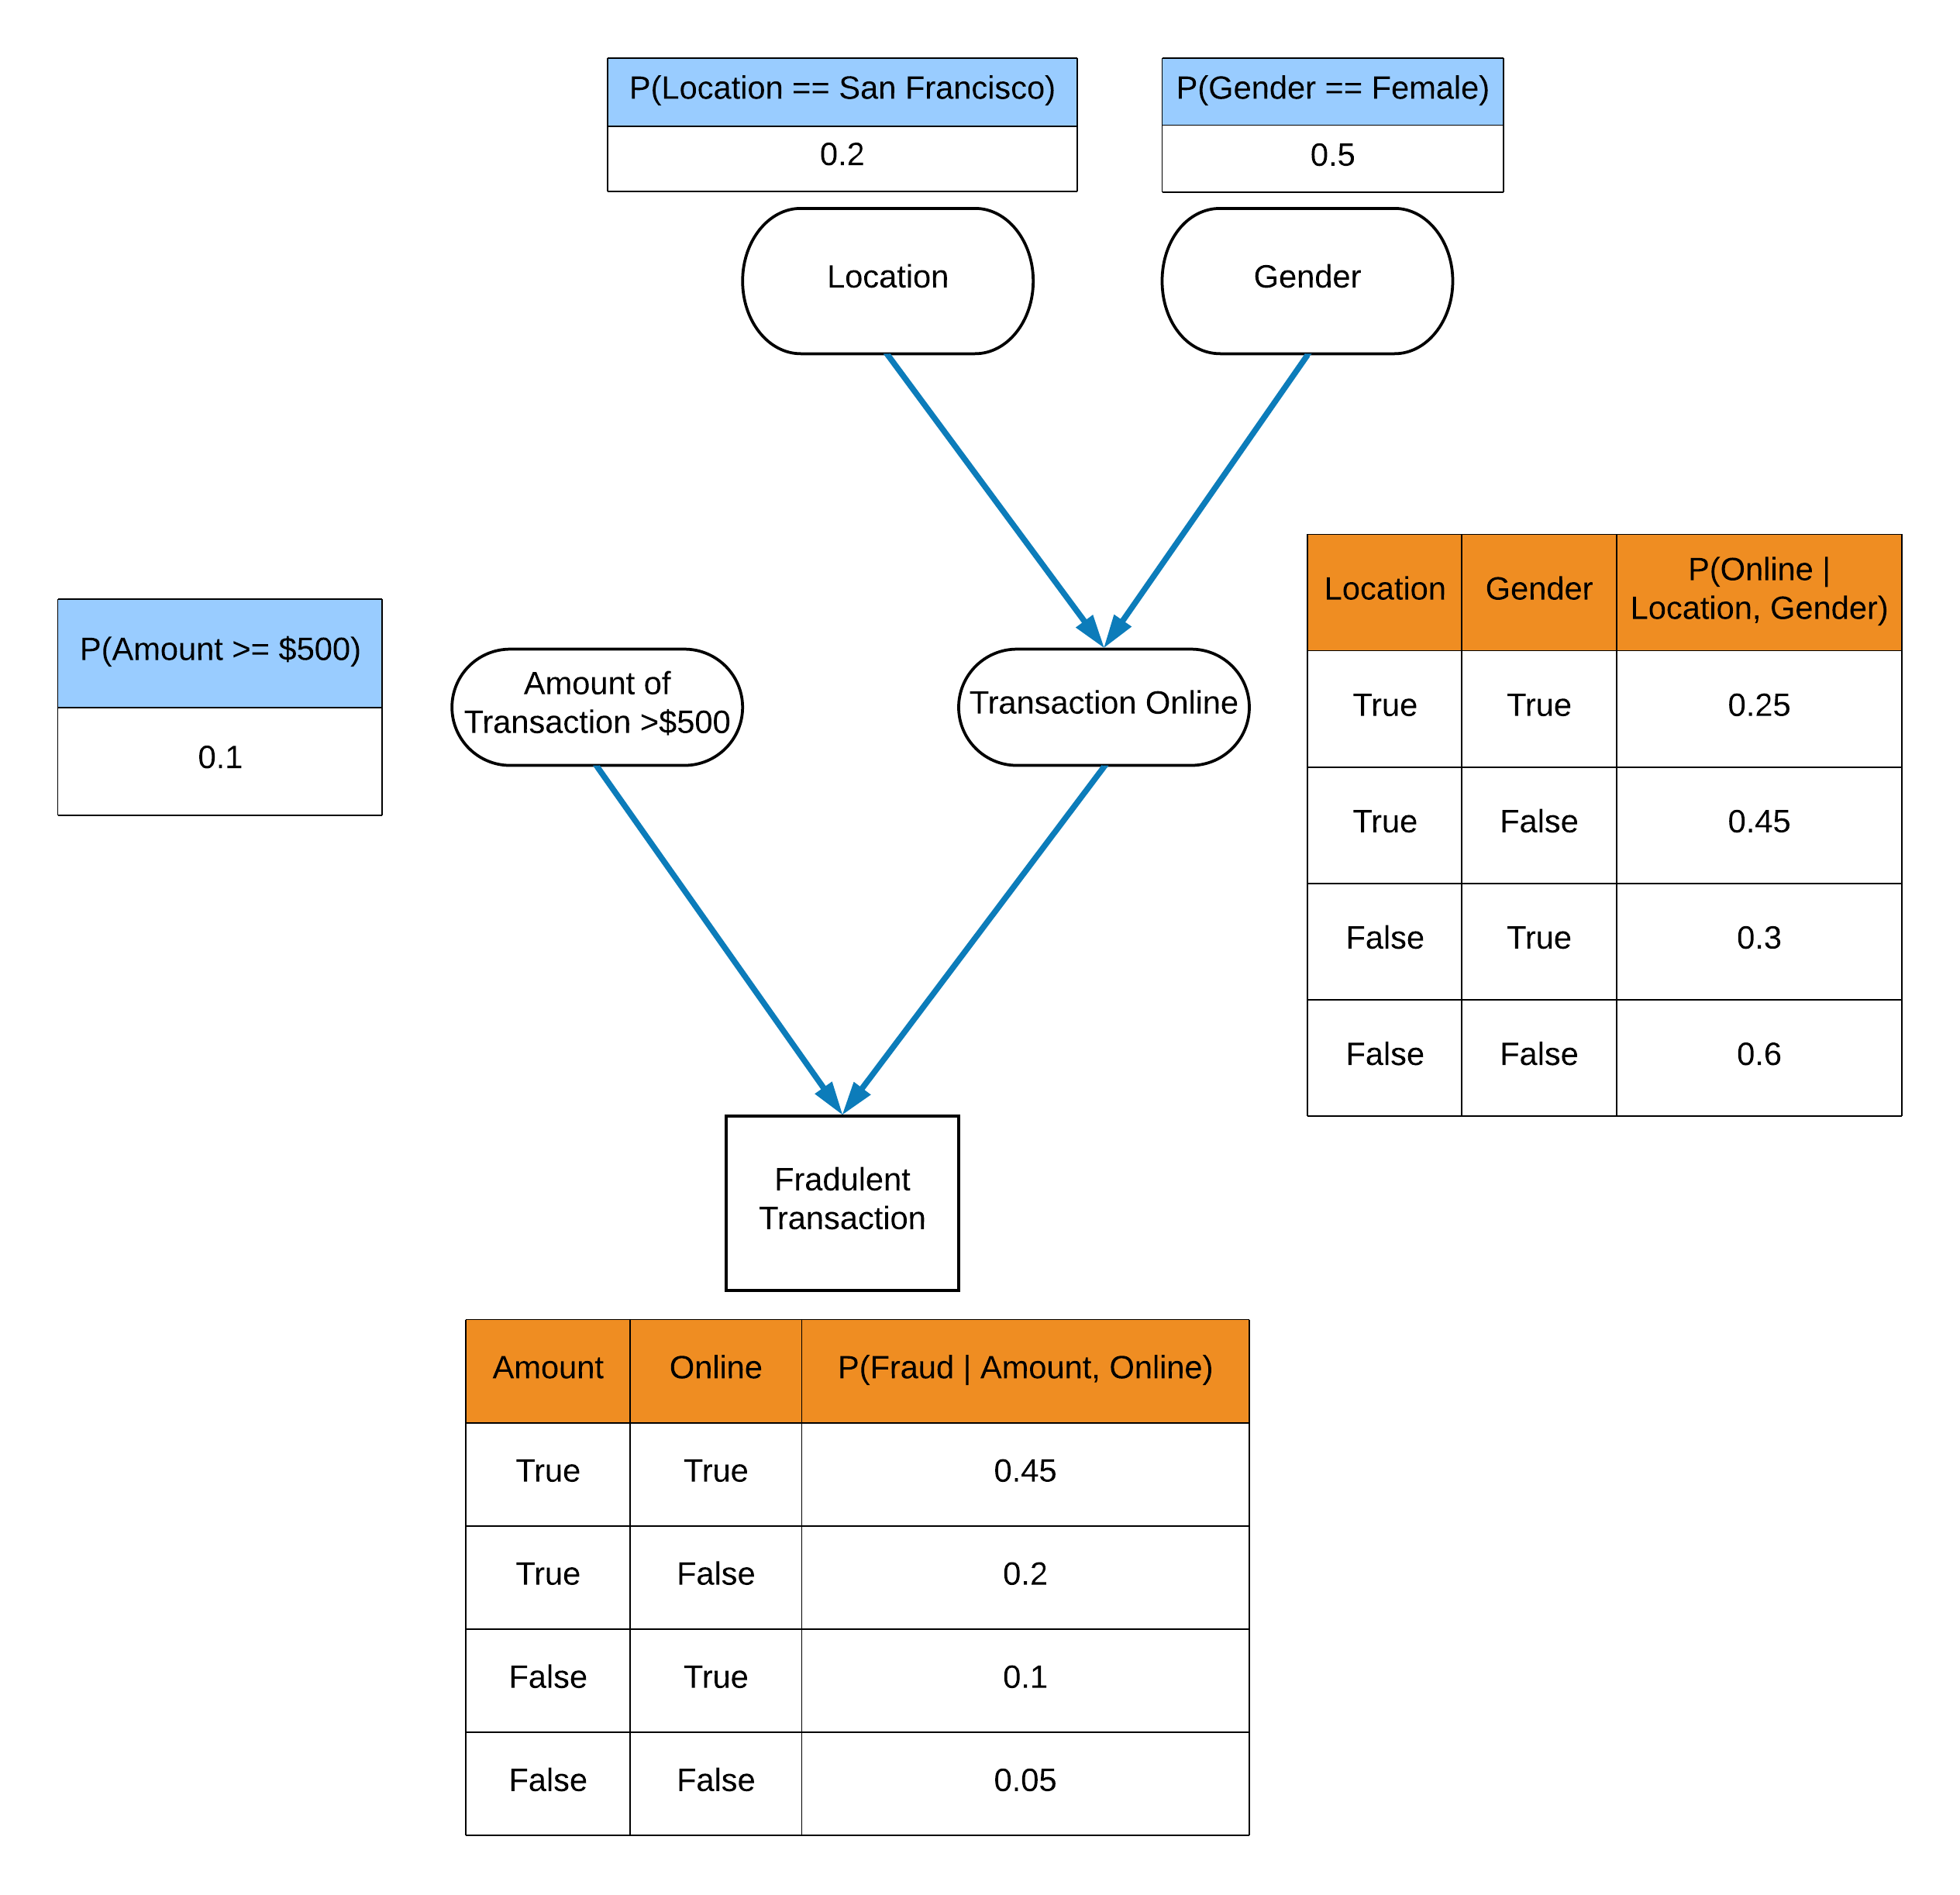 P(Location == San Francisco)
0.2
P(Gender == Female)
0.5
Location
Gender
P(Amount >= $500)
0.1
Amount of
Transaction >$500
Transaction Online
Location
Gender
P(Online |
Location, Gender)
True
True
0.25
True
False
0.45
False
True
0.3
False
False
0.6
Fradulent
Transaction
Amount
Online
P(Fraud | Amount, Online)
True
True
0.45
True
False
0.2
False
True
0.1
False
False
0.05